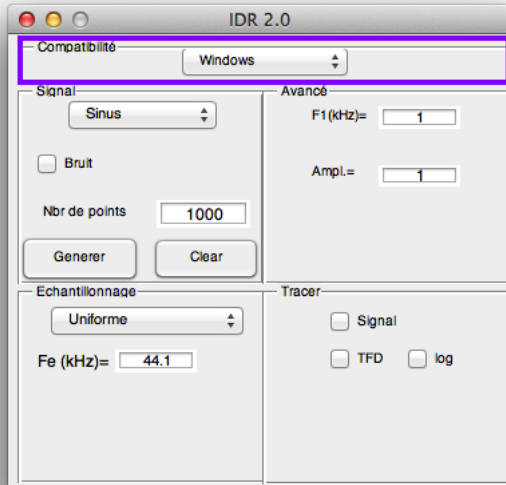 IDR 2.0
Compatibilité
Windows
Signal
Sinus
Bruit
Nbr de points 1000
Generer Clear
Avancé
F1(kHz)= 1
Ampl.= 1
Echantillonnage
Uniforme
Fe (kHz)= 44.1
Tracer
Signal
TFD log